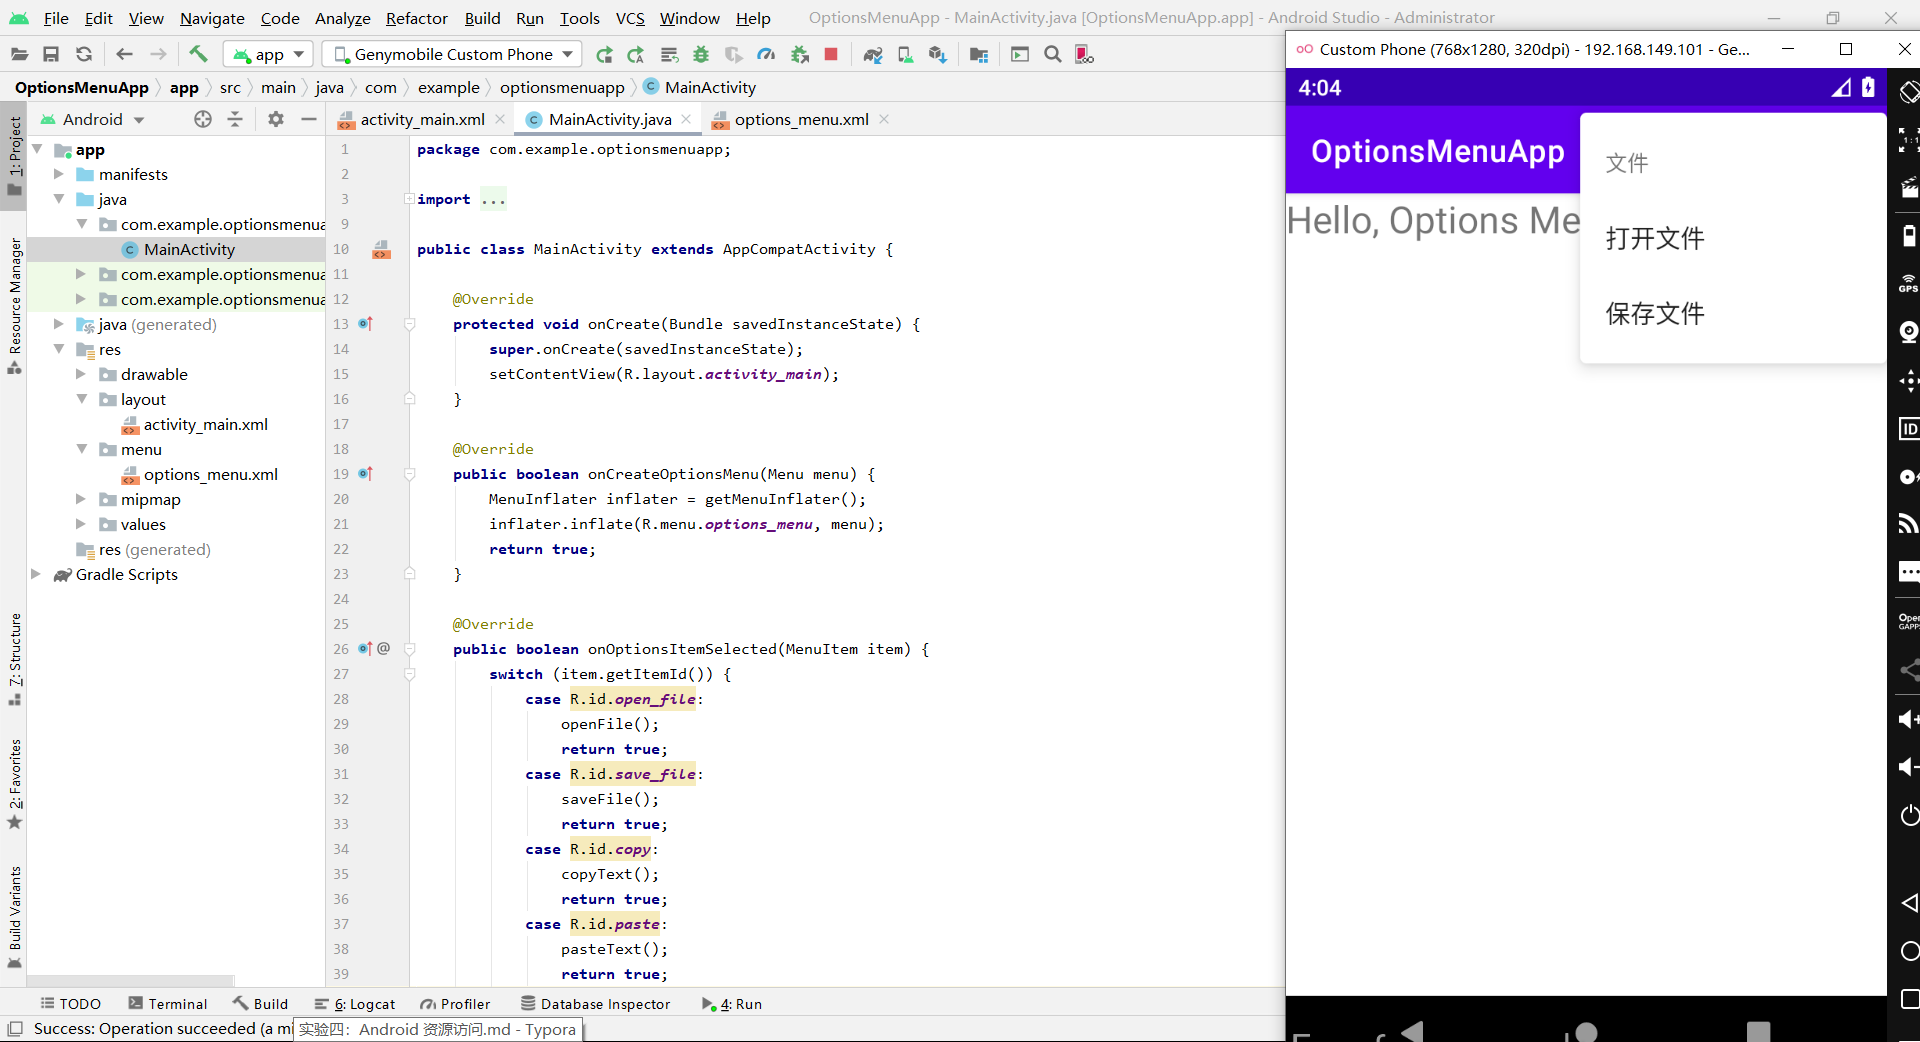 File Edit View Navigate Code Analyze Refactor Build Run Tools VCS Window Help OptionsMenuApp - MainActivity.java [OptionsMenuApp.app] - Android Studio - Administrator
app Genymobile Custom Phone
OptionsMenuApp app src main java com example optionsmenuapp MainActivity
Android
activity_main.xml MainActivity.java options_menu.xml
1: Project
Resource Manager
7: Structure
2: Favorites
Build Variants
app
manifests
java
com.example.optionsmenua
MainActivity
com.example.optionsmenua
com.example.optionsmenua
java (generated)
res
drawable
layout
activity_main.xml
menu
options_menu.xml
mipmap
values
res (generated)
Gradle Scripts
1 package com.example.optionsmenuapp;
2
3 import ...
9
10 public class MainActivity extends AppCompatActivity {
11
12 @Override
13 protected void onCreate(Bundle savedInstanceState) {
14 super.onCreate(savedInstanceState);
15 setContentView(R.layout.activity_main);
16 }
17
18 @Override
19 public boolean onCreateOptionsMenu(Menu menu) {
20 MenuInflater inflater = getMenuInflater();
21 inflater.inflate(R.menu.options_menu, menu);
22 return true;
23 }
24
25 @Override
26 @ public boolean onOptionsItemSelected(MenuItem item) {
27 switch (item.getItemId()) {
28 case R.id.open_file:
29 openFile();
30 return true;
31 case R.id.save_file:
32 saveFile();
33 return true;
34 case R.id.copy:
35 copyText();
36 return true;
37 case R.id.paste:
38 pasteText();
39 return true;
Custom Phone (768x1280, 320dpi) - 192.168.149.101 - Ge...
4:04
OptionsMenuApp
Hello, Options Me
文件
打开文件
保存文件
1:1
GPS
ID
Open
GAPPS
TODO Terminal Build 6: Logcat Profiler Database Inspector 4: Run
Success: Operation succeeded (a mi
实验四：Android 资源访问.md - Typora